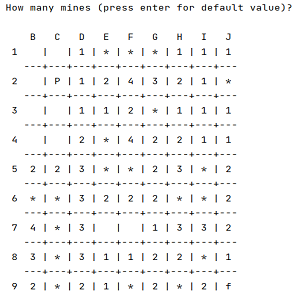 How many mines (press enter for default value)?
B C D E F G H I J
1 | | 1 | * | * | * | 1 | 1 | 1
---+---+---+---+---+---+---+---+---
2 | P | 1 | 2 | 4 | 3 | 2 | 1 | *
---+---+---+---+---+---+---+---+---
3 | | 1 | 1 | 2 | * | 1 | 1 | 1
---+---+---+---+---+---+---+---+---
4 | | 2 | * | 4 | 2 | 2 | 1 | 1
---+---+---+---+---+---+---+---+---
5 2 | 2 | 3 | * | * | 2 | 3 | * | 2
---+---+---+---+---+---+---+---+---
6 * | * | 3 | 2 | 2 | 2 | * | * | 2
---+---+---+---+---+---+---+---+---
7 4 | * | 3 | | | 1 | 3 | 3 | 2
---+---+---+---+---+---+---+---+---
8 3 | * | 3 | 1 | 1 | 2 | 2 | * | 1
---+---+---+---+---+---+---+---+---
9 2 | * | 2 | 1 | * | 2 | * | 2 | f